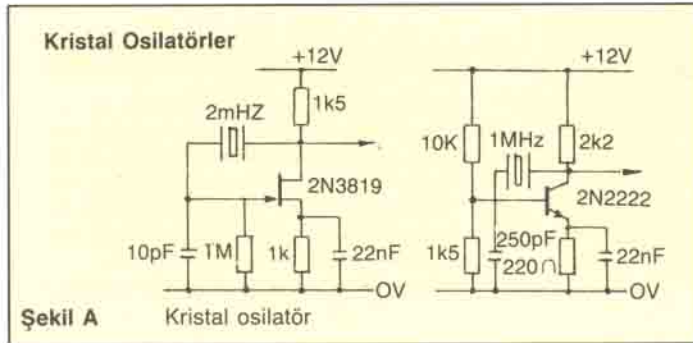 Kristal Osilatörler
+12V
2mHZ
1k5
2N3819
10pF
1M
1k
22nF
+12V
10K
1MHz
2k2
2N2222
1k5
250pF
220∩
22nF
OV
OV
Şekil A Kristal osilatör